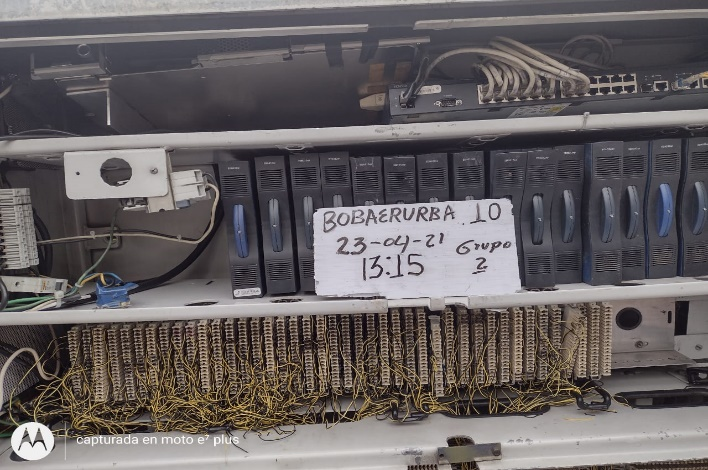 BOBAERURBA. 10
23-04-21 Grupo
13:15 2
capturada en moto e⁷ plus